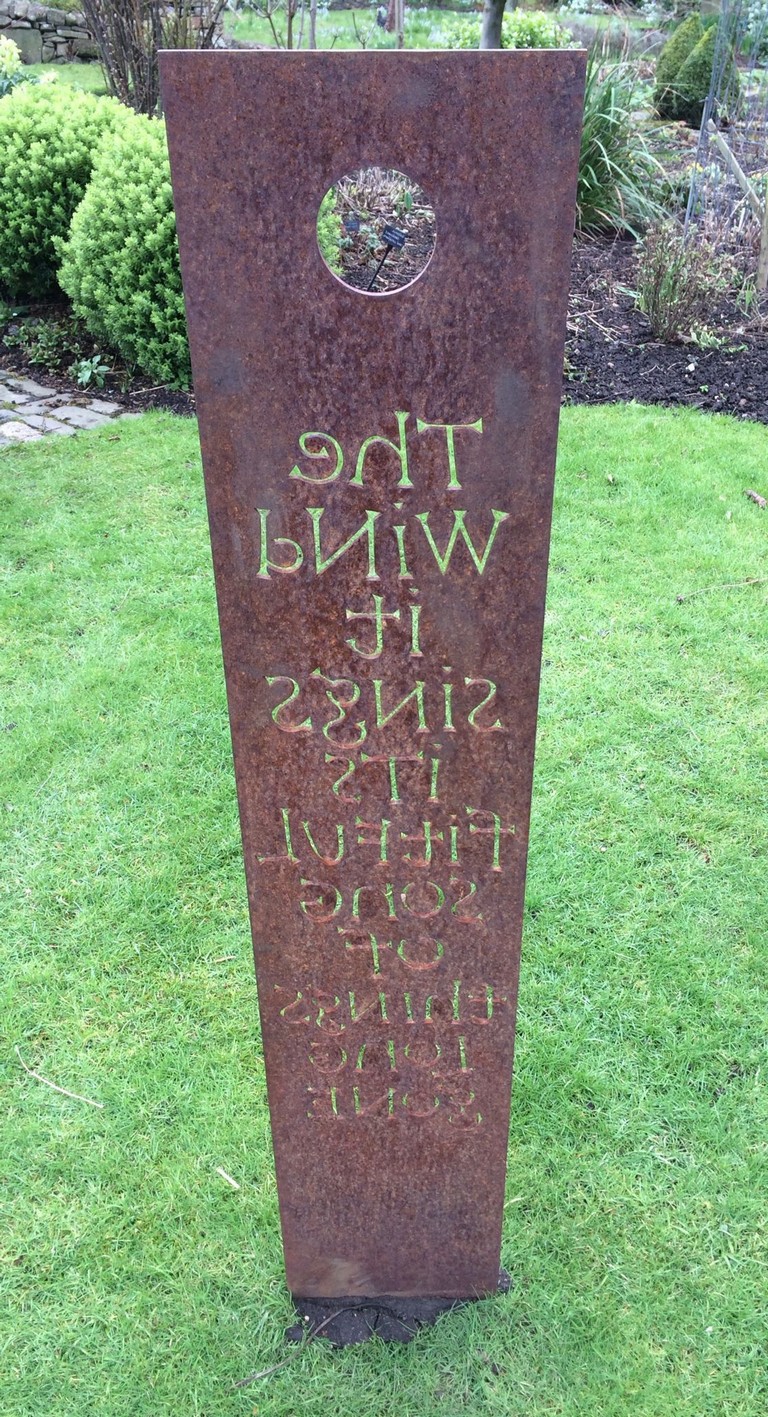 The
Wind
it
sings
iTs
fitFUL
song
oF
things
long
goNE